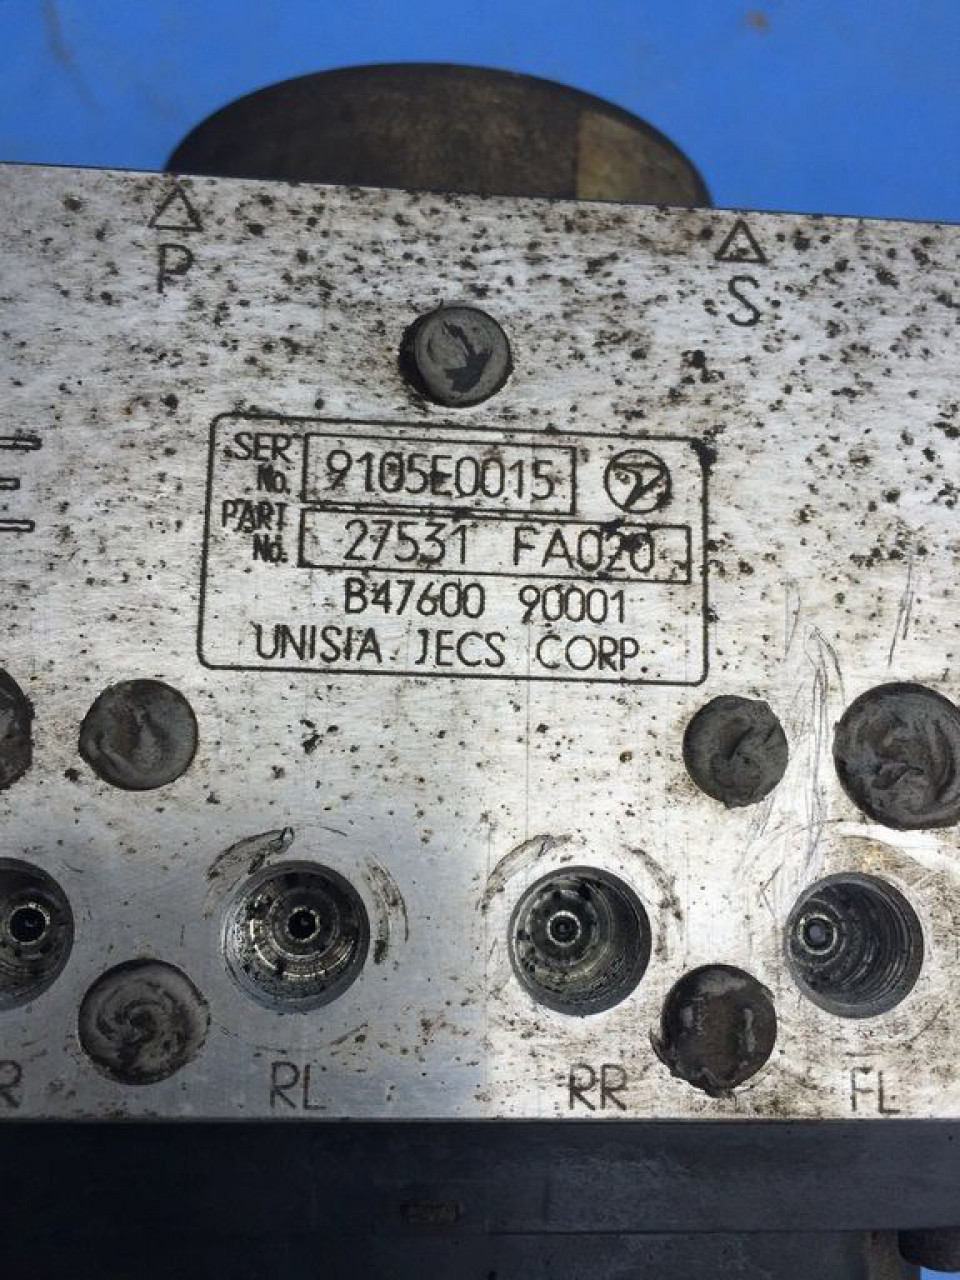 P
S
SER No. 9105E0015
PART No. 27531 FA020
B47600 90001
UNISIA JECS CORP
R RL RR FL